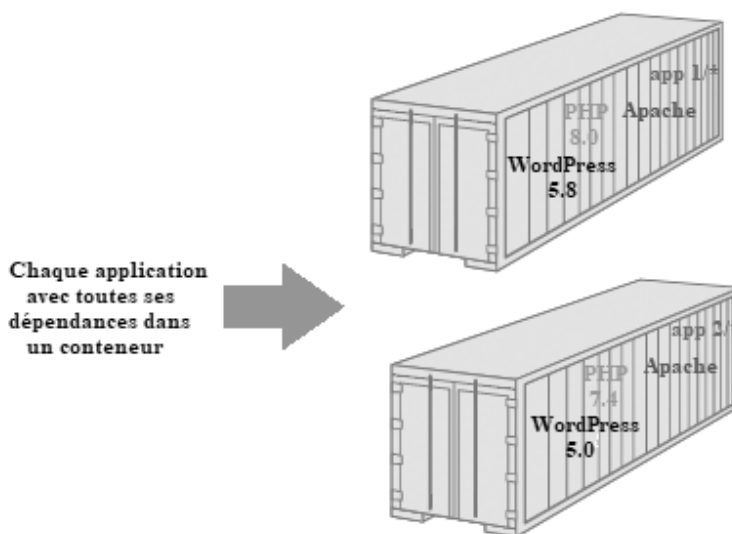 app 1/*
PHP Apache
8.0
WordPress
5.8
Chaque application
avec toutes ses
dépendances dans
un conteneur
app 2/
PHP Apache
7.4
WordPress
5.0